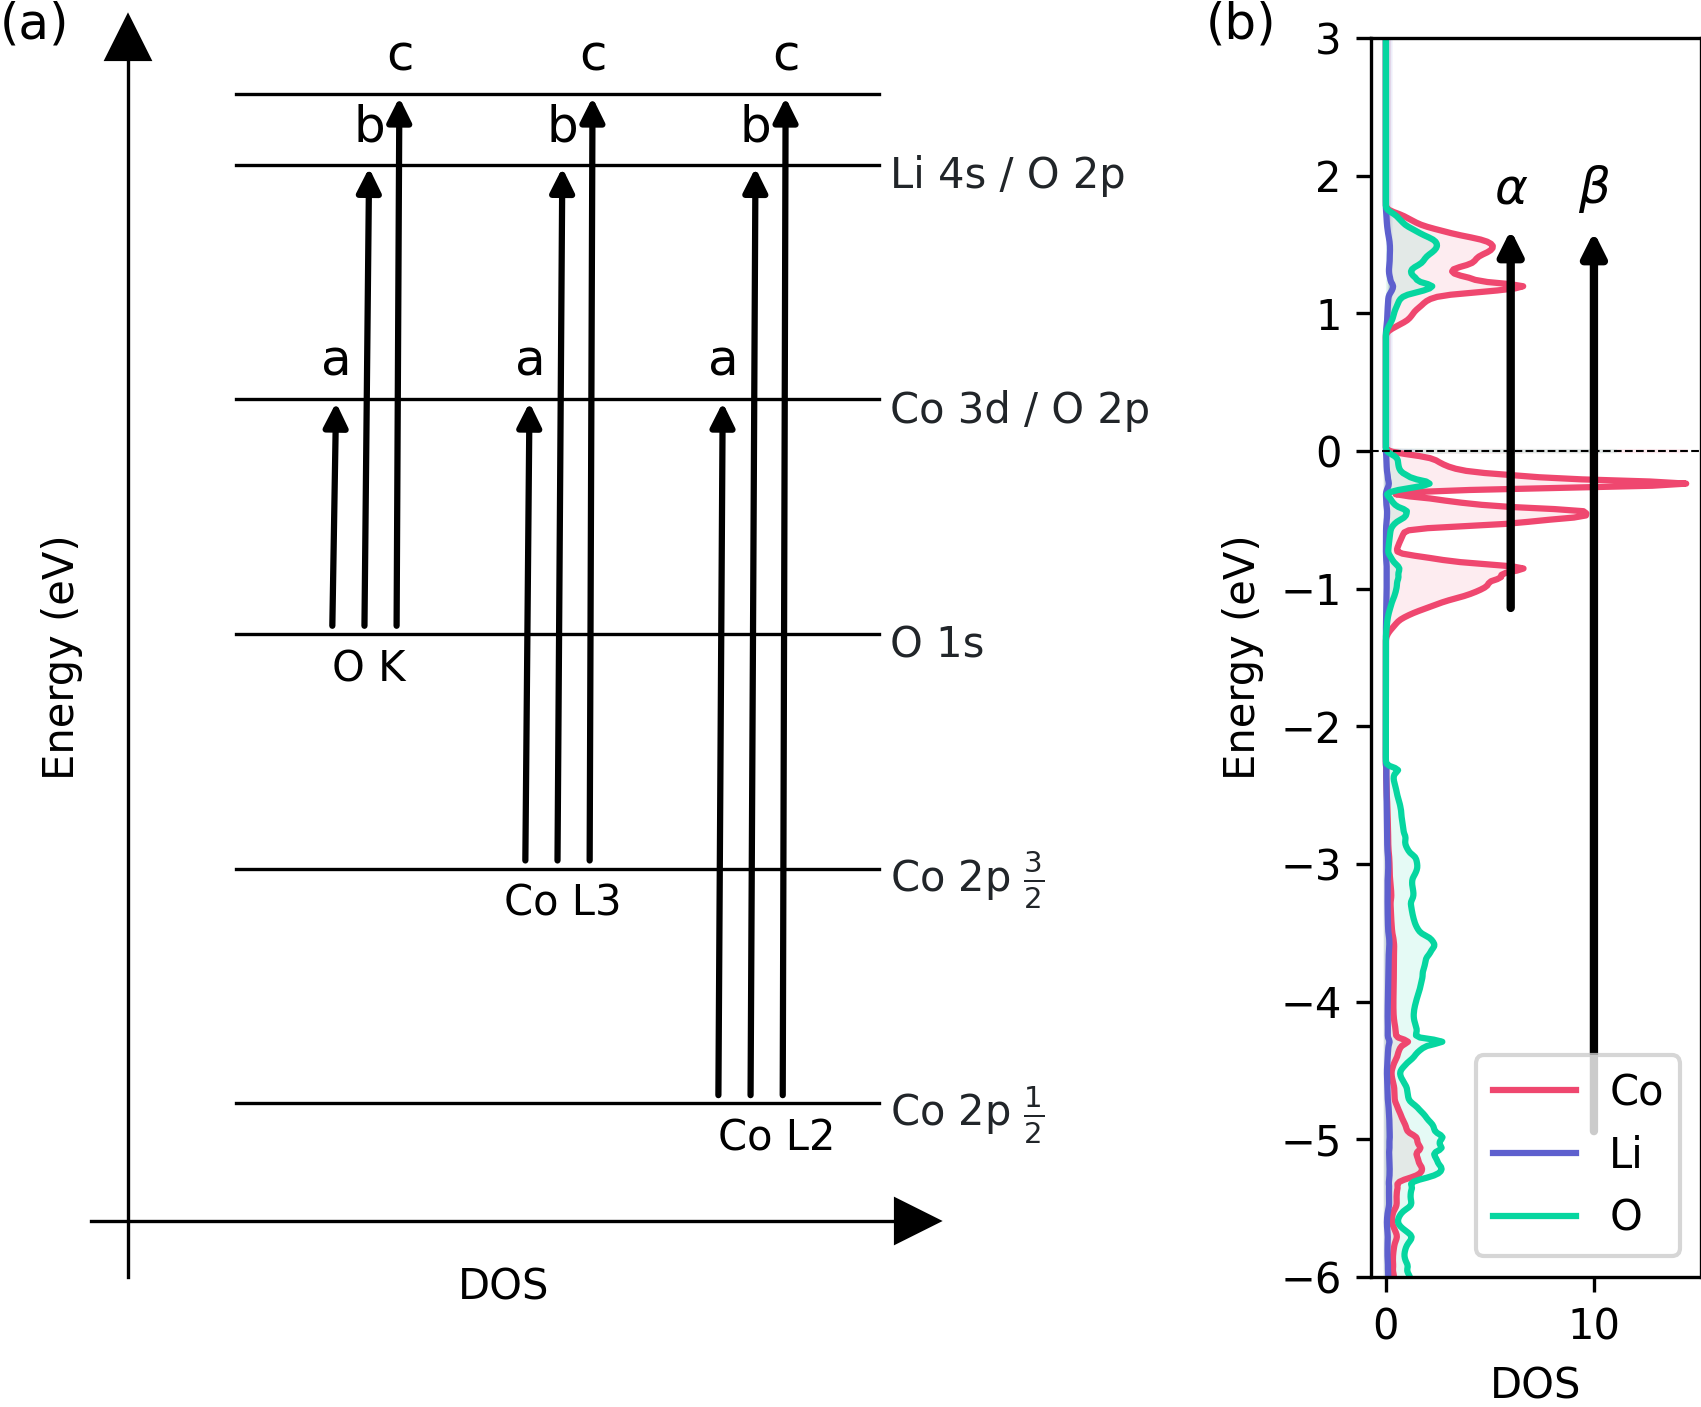 (a)
c c c
b b b
Li 4s / O 2p
a a a
Co 3d / O 2p
O 1s
O K
Co 2p 3/2
Co L3
Co 2p 1/2
Co L2
Energy (eV)
DOS
(b)
3
2
1
0
−1
−2
−3
−4
−5
−6
α β
Energy (eV)
Co
Li
O
0 10
DOS